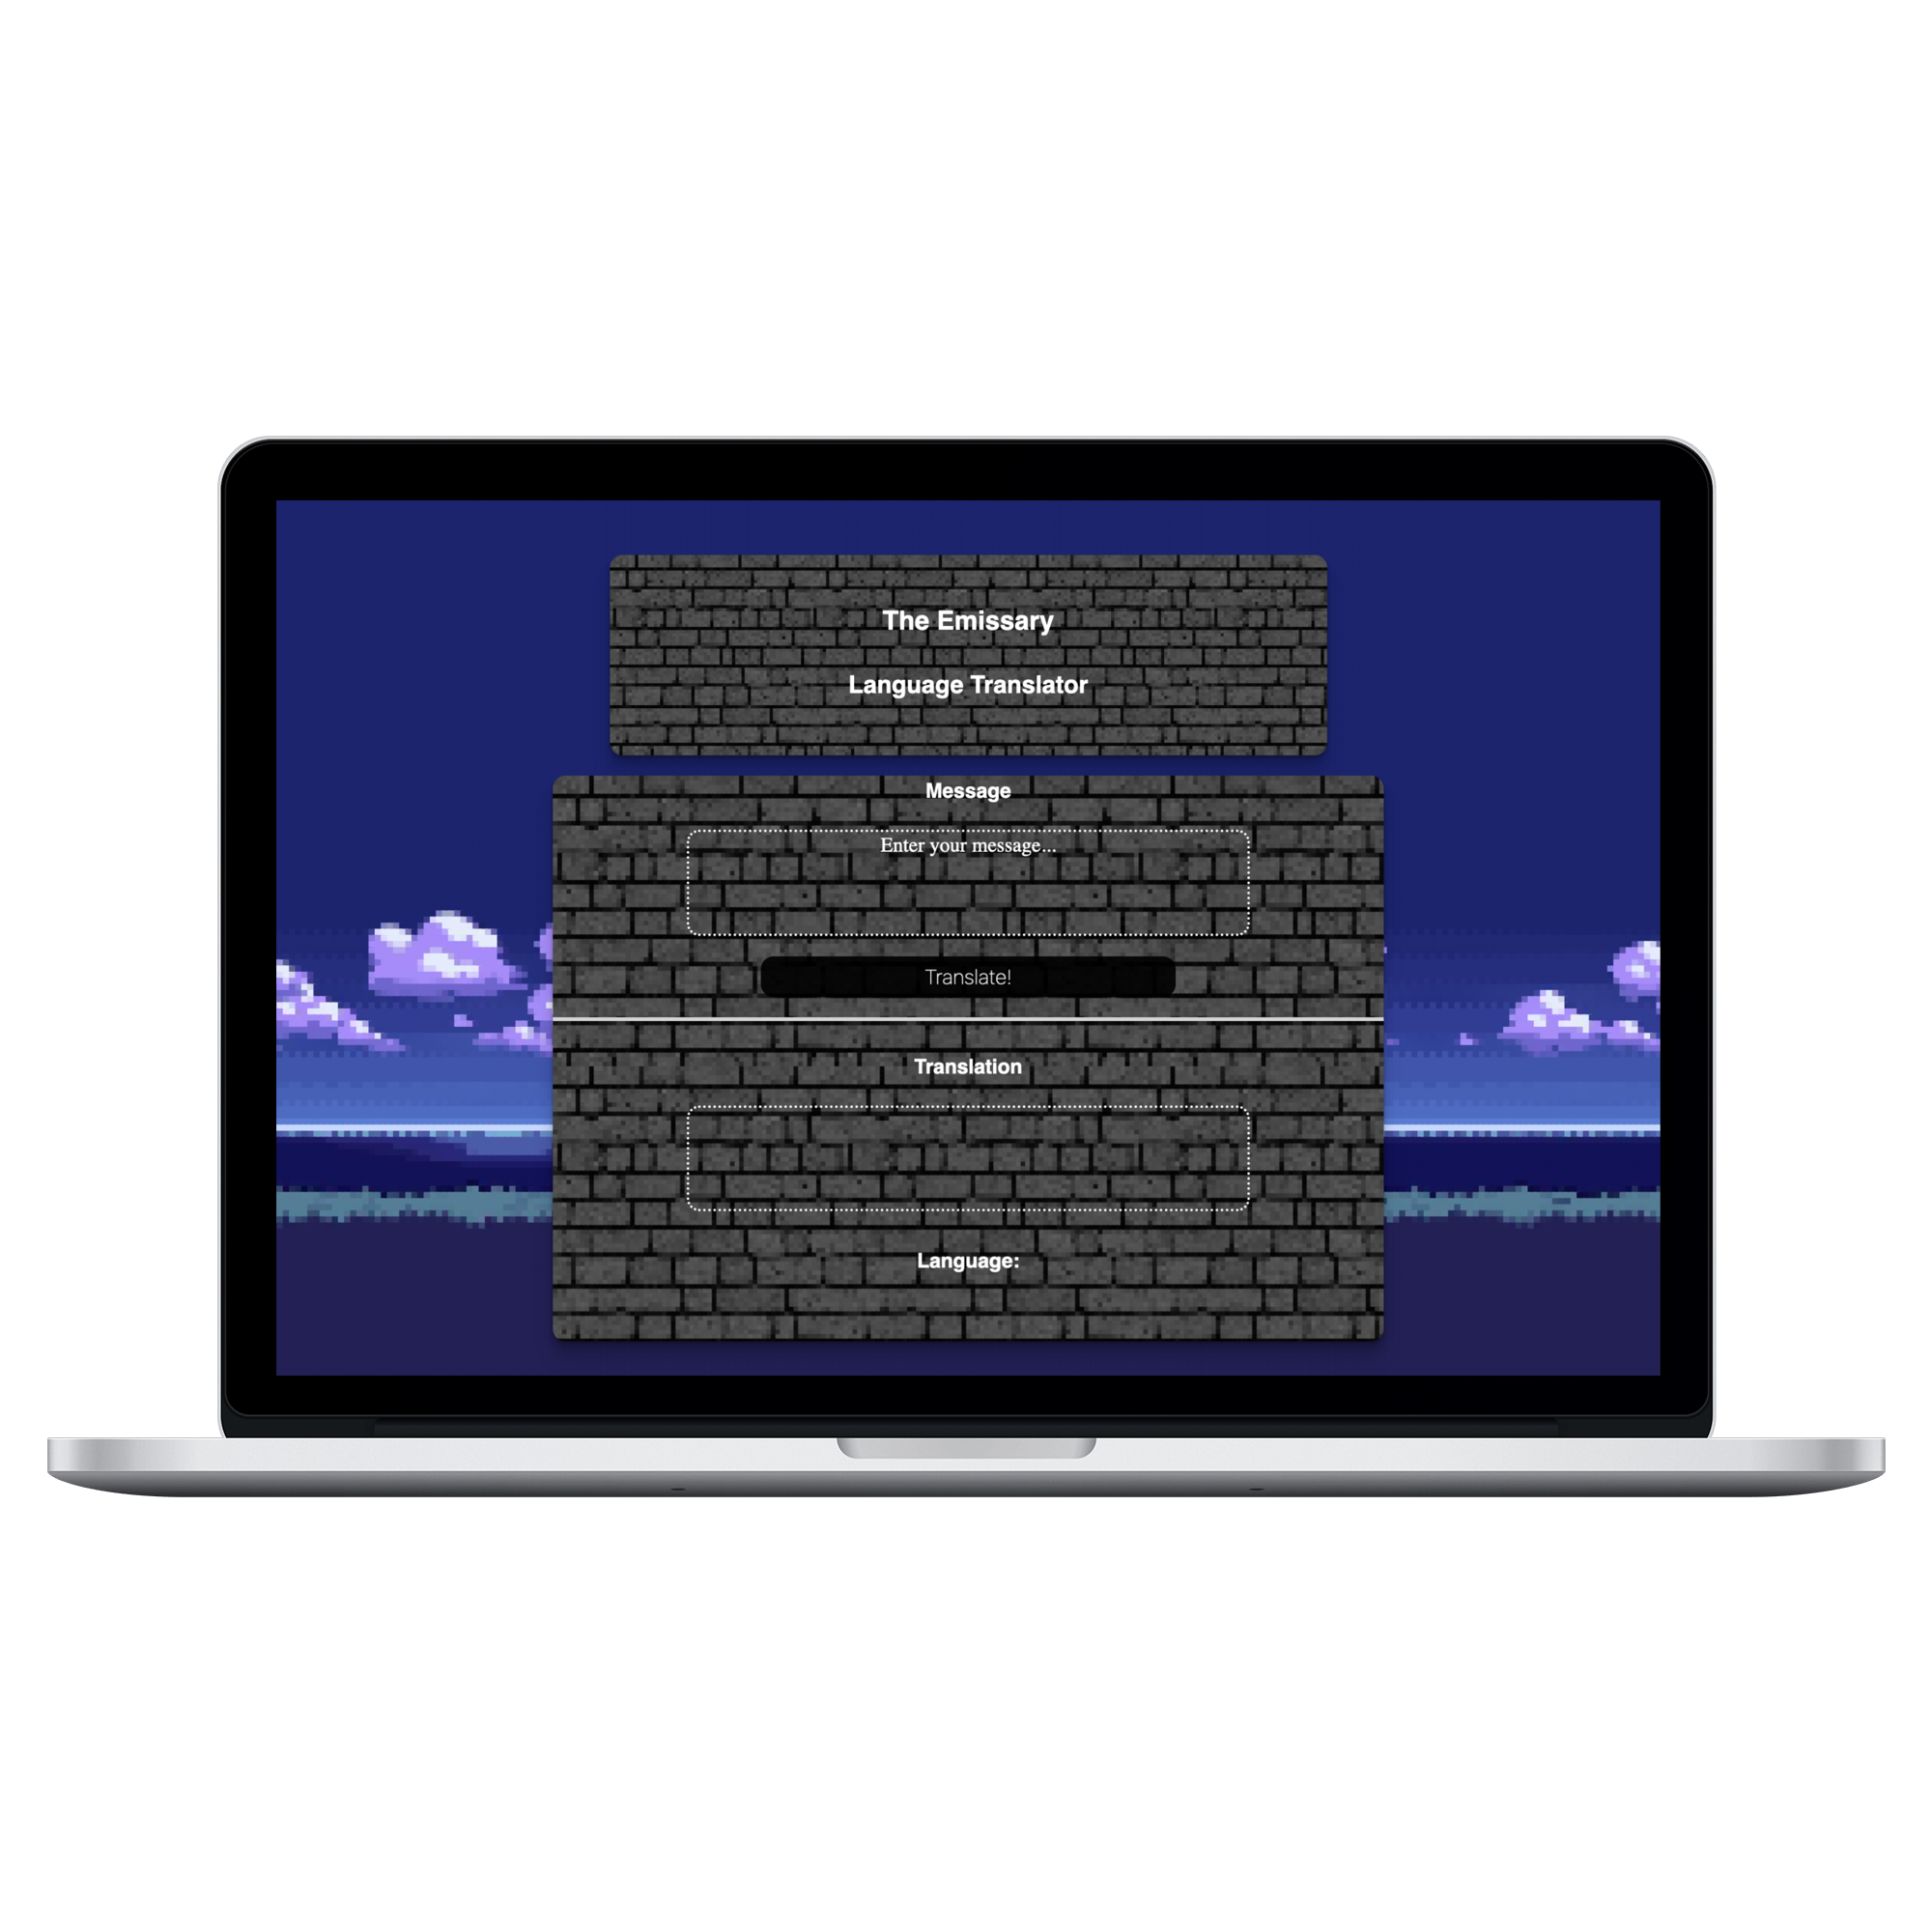 The Emissary
Language Translator
Message
Enter your message...
Translate!
Translation
Language: